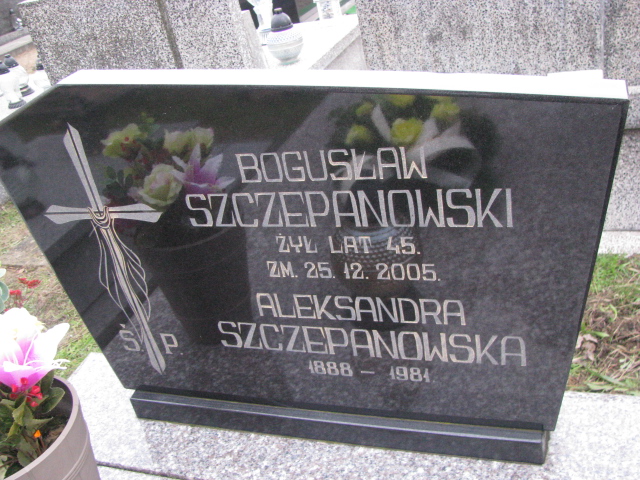 BOGUSŁAW
SZCZEPANOWSKI
ŻYŁ LAT 45.
ZM. 25.12.2005.
ALEKSANDRA
SZCZEPANOWSKA
1888 – 1981
Ś P.